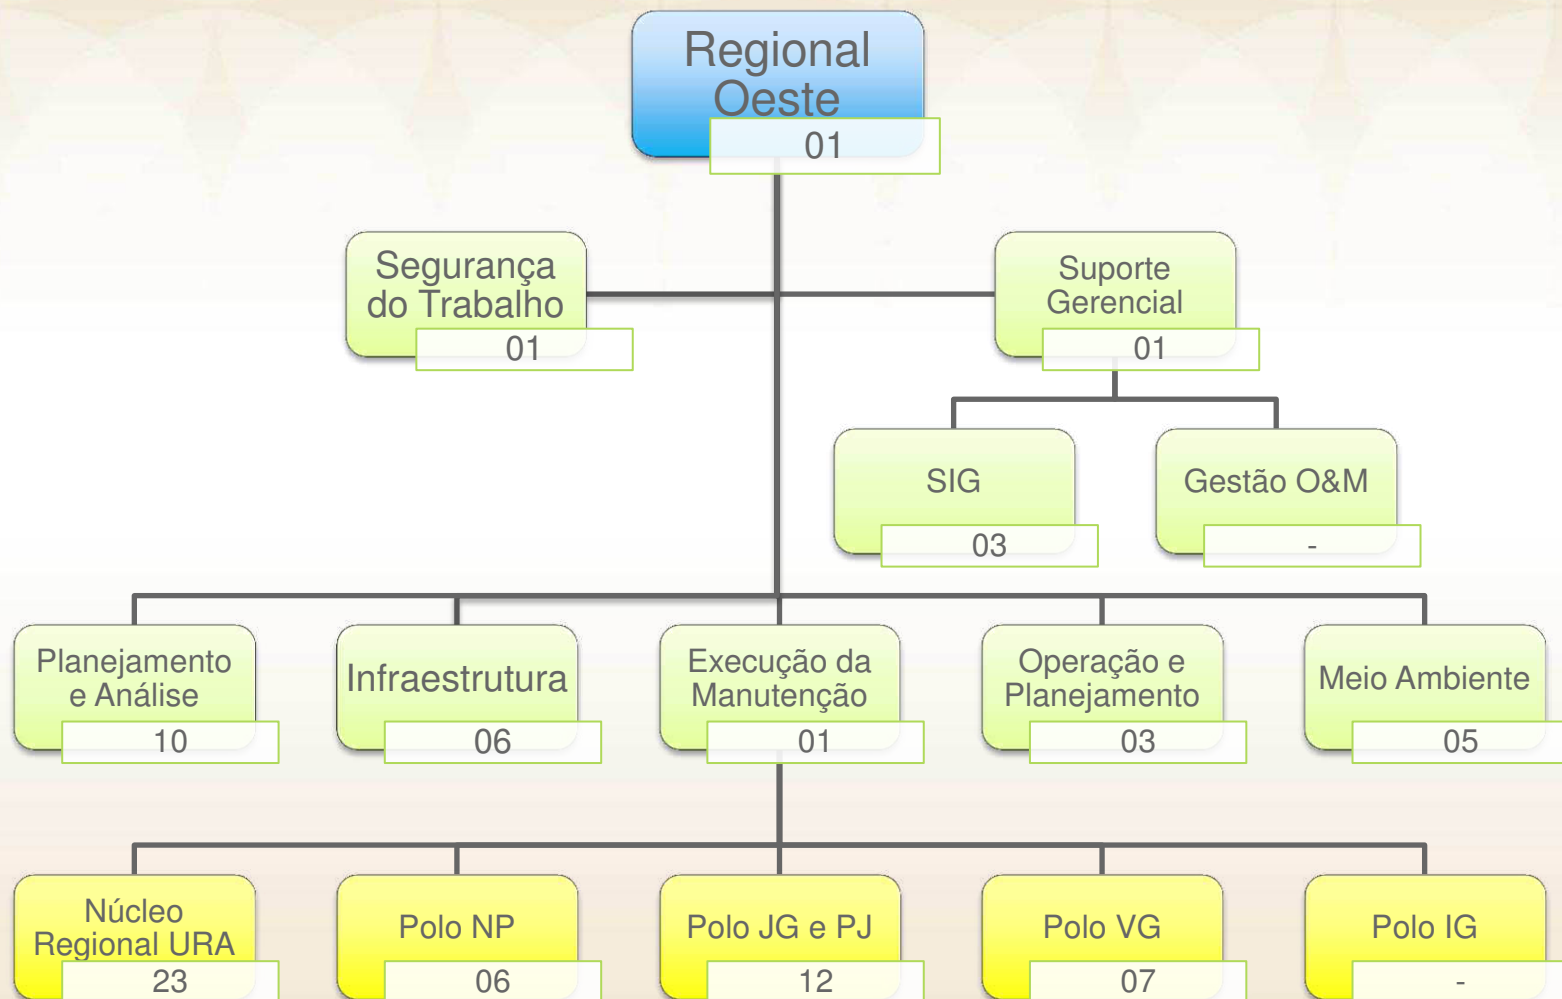 Regional
Oeste
01
Segurança
do Trabalho
01
Suporte
Gerencial
01
SIG
03
Gestão O&M
-
Planejamento
e Análise
10
Infraestrutura
06
Execução da
Manutenção
01
Operação e
Planejamento
03
Meio Ambiente
05
Núcleo
Regional URA
23
Polo NP
06
Polo JG e PJ
12
Polo VG
07
Polo IG
-